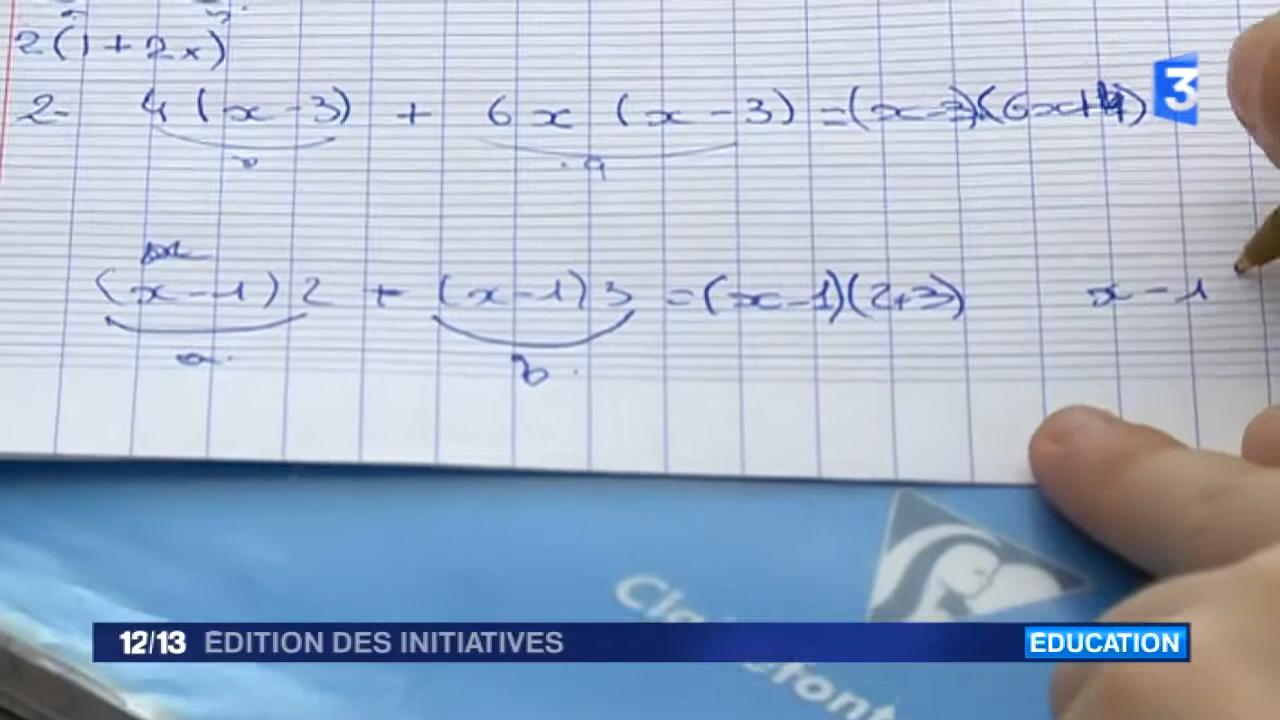 2(1+2x)
2- 4(x-3) + 6x(x-3) =(x-3)(6x+4)
3
(x-1)2 + (x-1)3 =(x-1)(2+3) x-1
a b
12/13 ÉDITION DES INITIATIVES EDUCATION